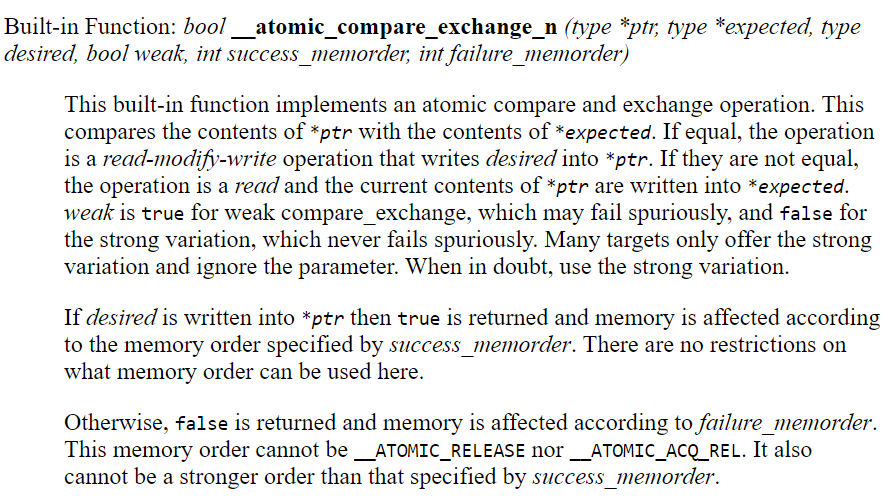 Built-in Function: bool __atomic_compare_exchange_n (type *ptr, type *expected, type
desired, bool weak, int success_memorder, int failure_memorder)
This built-in function implements an atomic compare and exchange operation. This
compares the contents of *ptr with the contents of *expected. If equal, the operation
is a read-modify-write operation that writes desired into *ptr. If they are not equal,
the operation is a read and the current contents of *ptr are written into *expected.
weak is true for weak compare_exchange, which may fail spuriously, and false for
the strong variation, which never fails spuriously. Many targets only offer the strong
variation and ignore the parameter. When in doubt, use the strong variation.
If desired is written into *ptr then true is returned and memory is affected according
to the memory order specified by success_memorder. There are no restrictions on
what memory order can be used here.
Otherwise, false is returned and memory is affected according to failure_memorder.
This memory order cannot be __ATOMIC_RELEASE nor __ATOMIC_ACQ_REL. It also
cannot be a stronger order than that specified by success_memorder.